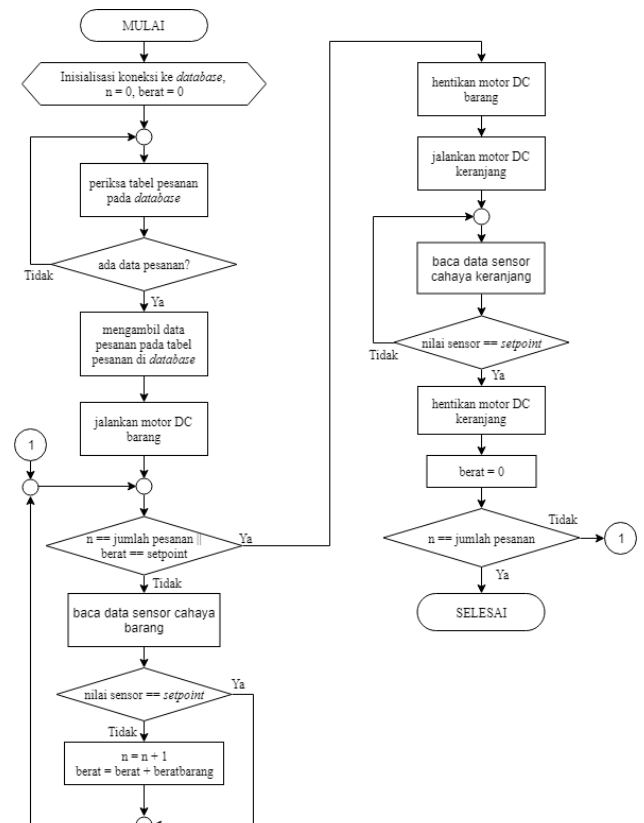 MULAI
Inisialisasi koneksi ke database,
n = 0, berat = 0
periksa tabel pesanan
pada database
ada data pesanan?
Tidak
Ya
mengambil data
pesanan pada tabel
pesanan di database
jalankan motor DC
barang
1
n == jumlah pesanan ||
berat == setpoint
Ya
Tidak
baca data sensor cahaya
barang
nilai sensor == setpoint
Ya
Tidak
n = n + 1
berat = berat + beratbarang
hentikan motor DC
barang
jalankan motor DC
keranjang
baca data sensor
cahaya keranjang
nilai sensor == setpoint
Tidak
Ya
hentikan motor DC
keranjang
berat = 0
n == jumlah pesanan
Tidak
1
Ya
SELESAI